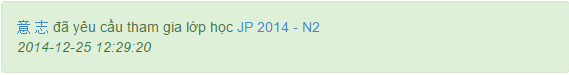 意 志 đã yêu cầu tham gia lớp học JP 2014 - N2
2014-12-25 12:29:20